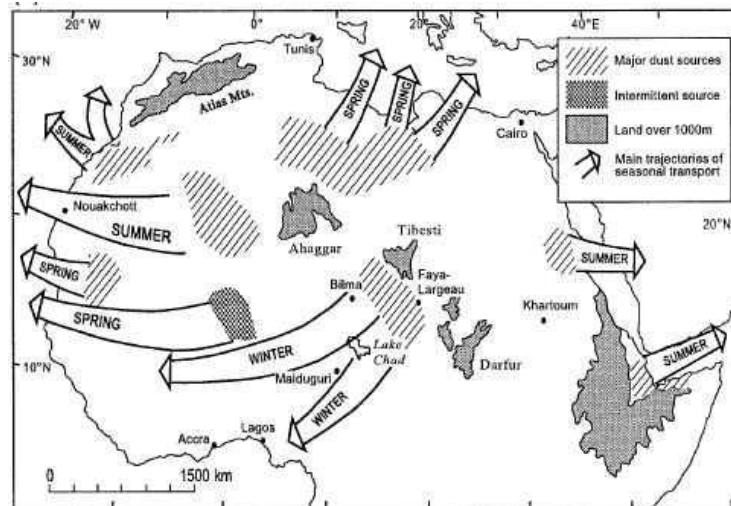 20° W
0°
20° E
40° E
30°N
Tunis
Atlas Mts.
SUMMER
SPRING
SPRING
SPRING
Cairo
Major dust sources
Intermittent source
Land over 1000m
Main trajectories of
seasonal transport
Nouakchott
SUMMER
Ahaggar
Tibesti
20°N
SUMMER
SPRING
Bilma
Faya-
Largeau
Khartoum
SPRING
10°N
WINTER
Lake
Chad
Darfur
SUMMER
Maiduguri
WINTER
Accra
Lagos
0
1500 km